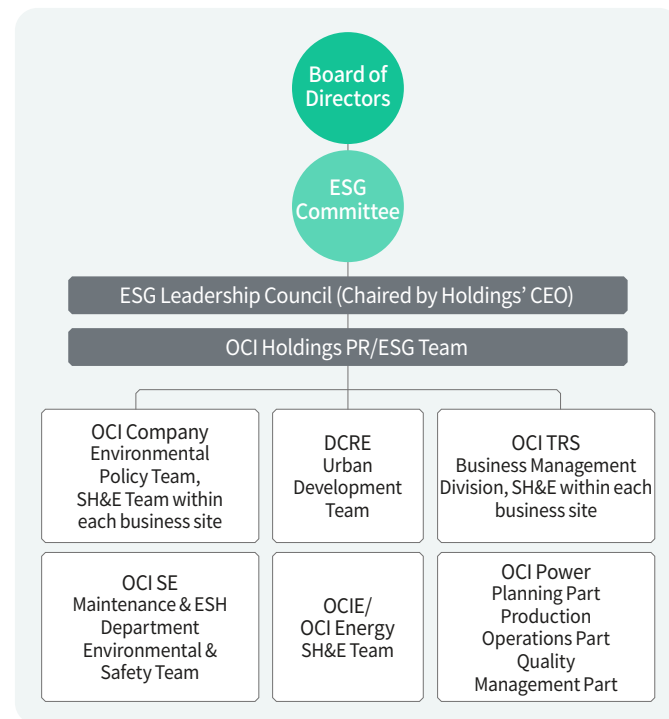 Board of
Directors
ESG
Committee
ESG Leadership Council (Chaired by Holdings’ CEO)
OCI Holdings PR/ESG Team
OCI Company
Environmental
Policy Team,
SH&E Team within
each business site
DCRE
Urban
Development
Team
OCI TRS
Business Management
Division, SH&E within each
business site
OCI SE
Maintenance & ESH
Department
Environmental &
Safety Team
OCIE/
OCI Energy
SH&E Team
OCI Power
Planning Part
Production
Operations Part
Quality
Management Part